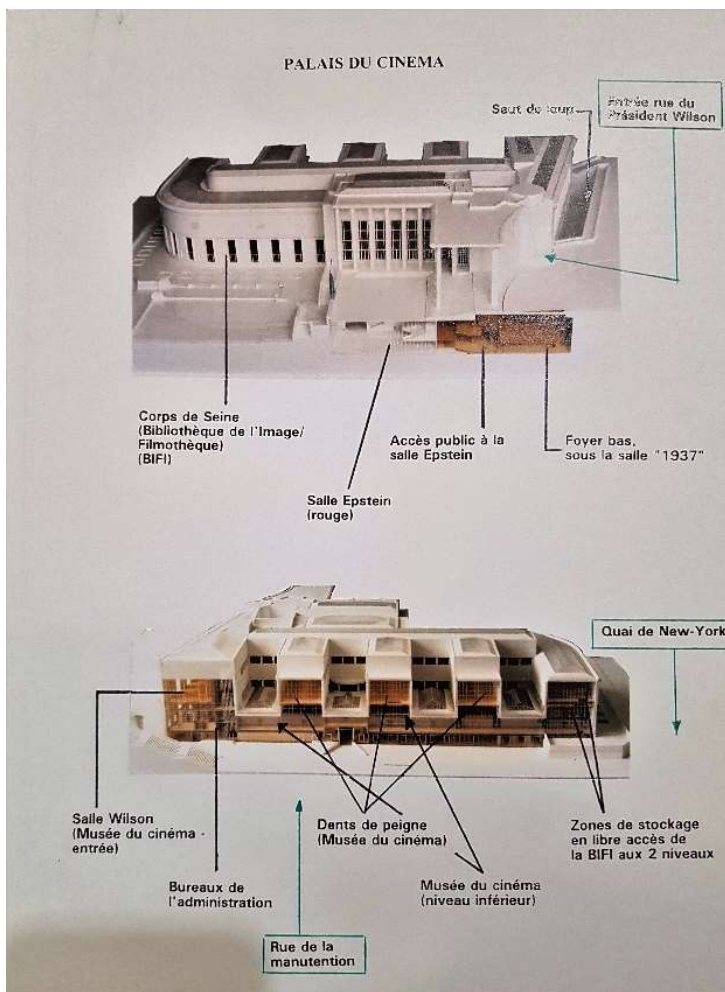 PALAIS DU CINEMA
Saut de loup
Entrée rue du
Président Wilson
Corps de Seine
(Bibliothèque de l'Image/
Filmothèque)
(BIFI)
Accès public à la
salle Epstein
Foyer bas,
sous la salle "1937"
Salle Epstein
(rouge)
Quai de New-York
Salle Wilson
(Musée du cinéma -
entrée)
Dents de peigne
(Musée du cinéma)
Zones de stockage
en libre accès de
la BIFI aux 2 niveaux
Bureaux de
l'administration
Musée du cinéma
(niveau inférieur)
Rue de la
manutention